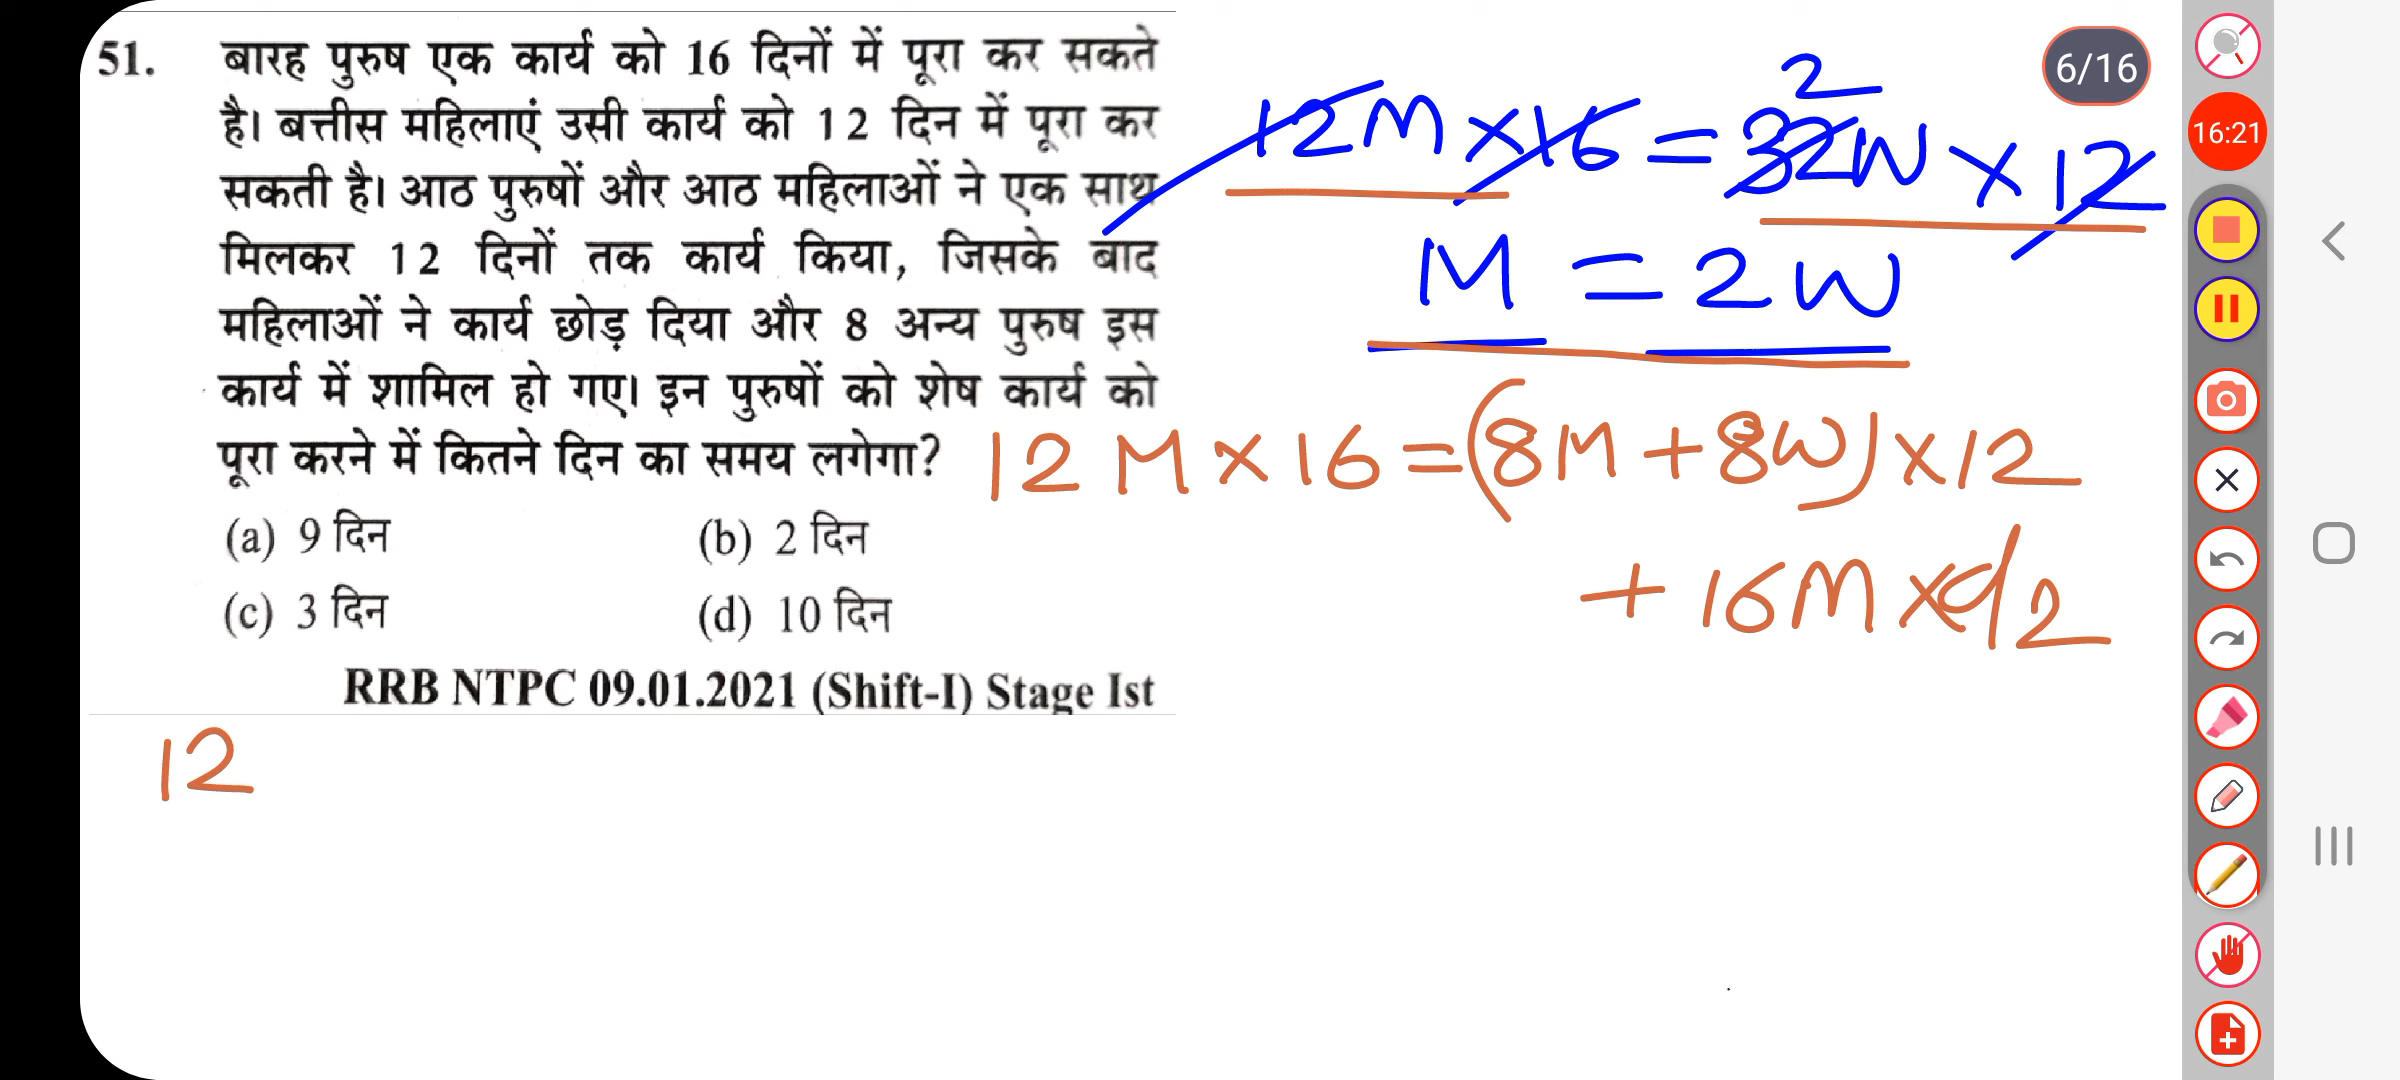 51. बारह पुरुष एक कार्य को 16 दिनों में पूरा कर सकते
है। बत्तीस महिलाएं उसी कार्य को 12 दिन में पूरा कर
सकती है। आठ पुरुषों और आठ महिलाओं ने एक साथ
मिलकर 12 दिनों तक कार्य किया, जिसके बाद
महिलाओं ने कार्य छोड़ दिया और 8 अन्य पुरुष इस
कार्य में शामिल हो गए। इन पुरुषों को शेष कार्य को
पूरा करने में कितने दिन का समय लगेगा?
(a) 9 दिन (b) 2 दिन
(c) 3 दिन (d) 10 दिन
RRB NTPC 09.01.2021 (Shift-I) Stage Ist
12
2
12M×16=32W×12
M=2W
12M×16=(8M+8W)×12
+16M×d2
6/16
16:21